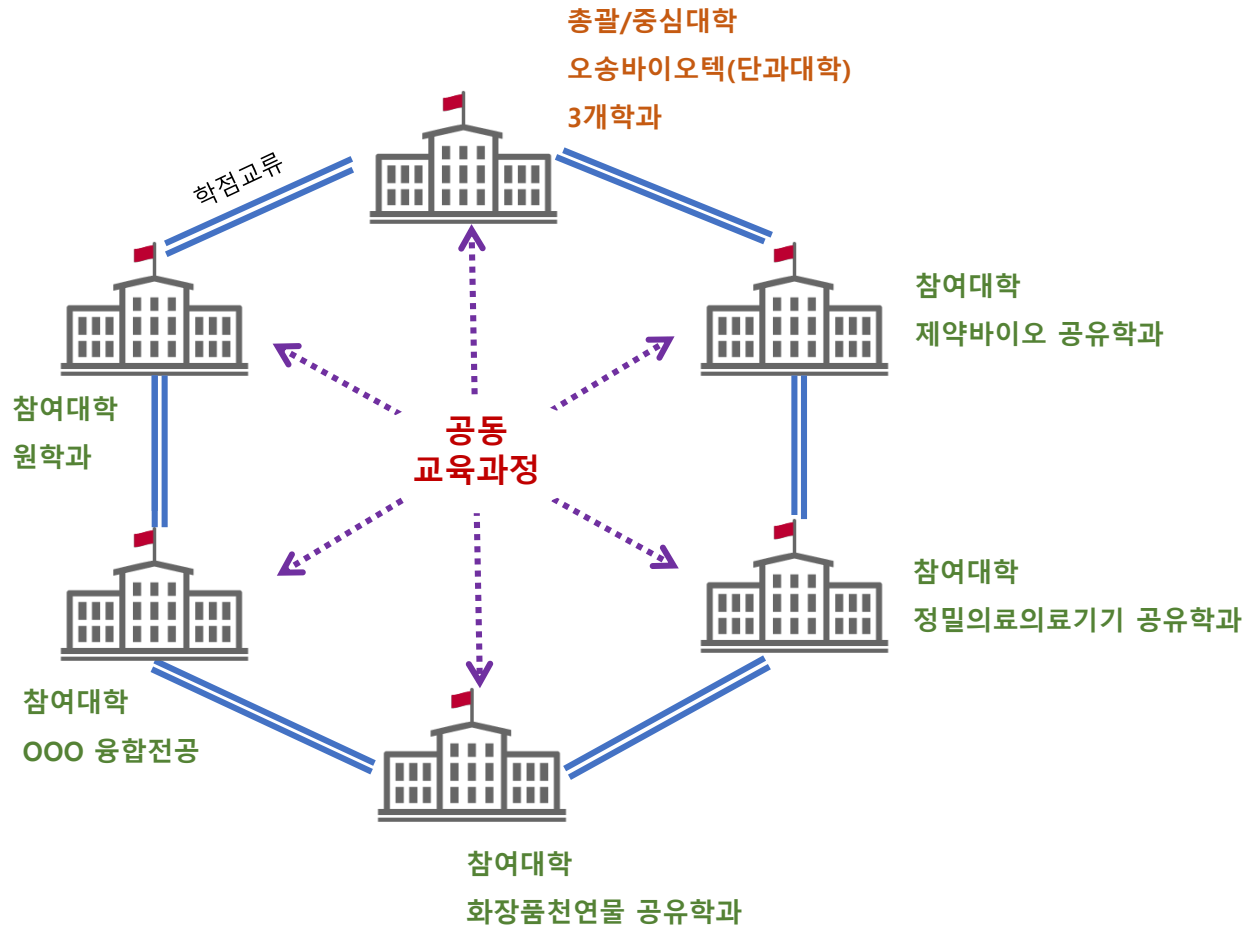 총괄/중심대학
오송바이오텍(단과대학)
3개학과
학점교류
참여대학
제약바이오 공유학과
참여대학
원학과
공동
교육과정
참여대학
정밀의료의료기기 공유학과
참여대학
OOO 융합전공
참여대학
화장품천연물 공유학과